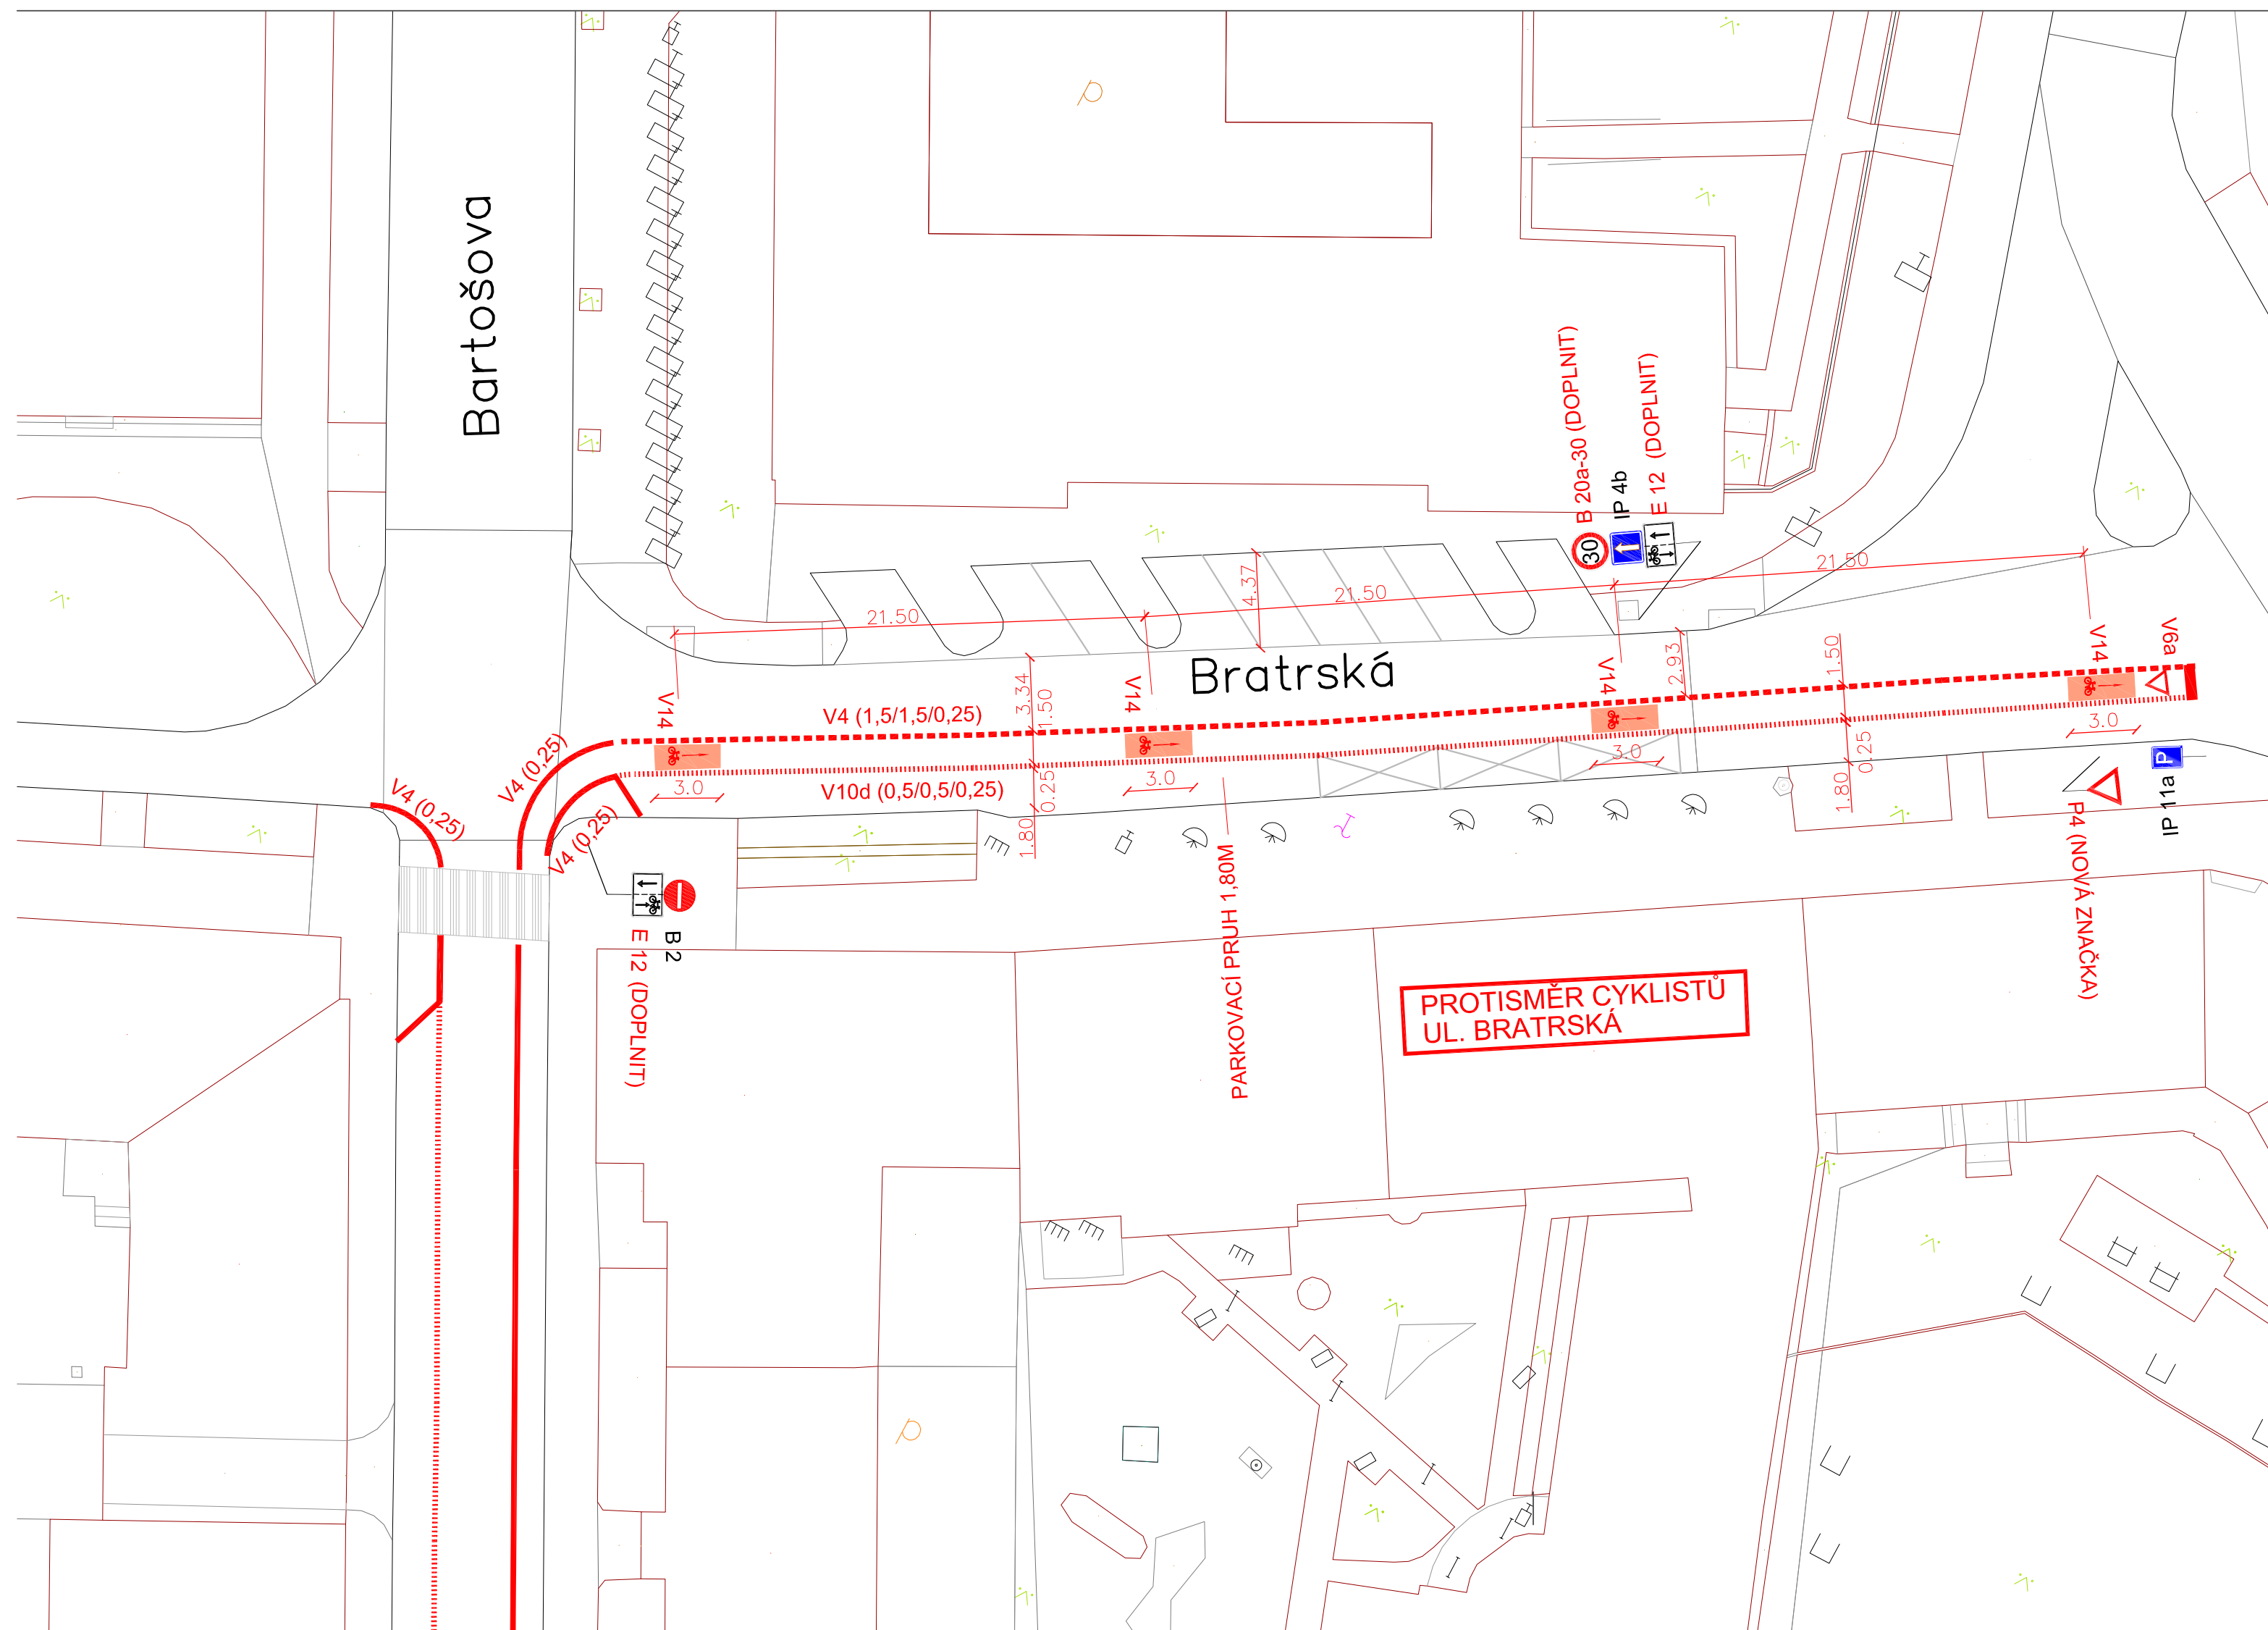 Bartošova
B 20a-30 (DOPLNIT)
IP 4b
E 12 (DOPLNIT)
30
21.50
21.50
21.50
4.37
Bratrská
2.93
1.50
V14
V6a
V14
V14
V14
3.34
1.50
V4 (1,5/1,5/0,25)
V4 (0,25)
V4 (0,25)
V4 (0,25)
3.0
3.0
3.0
3.0
V10d (0,5/0,5/0,25)
0.25
1.80
0.25
1.80
P
IP 11a
P4 (NOVÁ ZNAČKA)
PARKOVACÍ PRUH 1,80M
B 2
E 12 (DOPLNIT)
PROTISMĚR CYKLISTŮ
UL. BRATRSKÁ